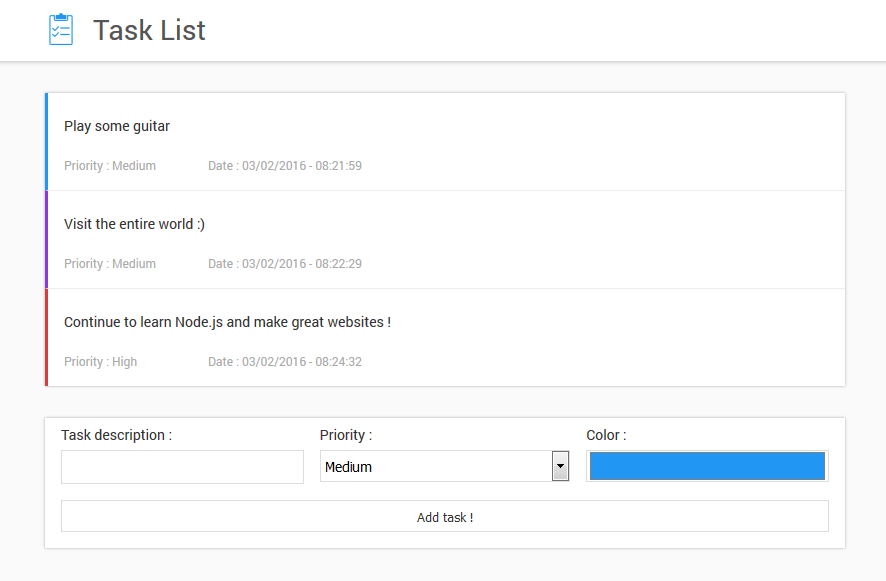 Task List
Play some guitar
Priority : Medium Date : 03/02/2016 - 08:21:59
Visit the entire world :)
Priority : Medium Date : 03/02/2016 - 08:22:29
Continue to learn Node.js and make great websites !
Priority : High Date : 03/02/2016 - 08:24:32
Task description : Priority : Color :
Medium
Add task !